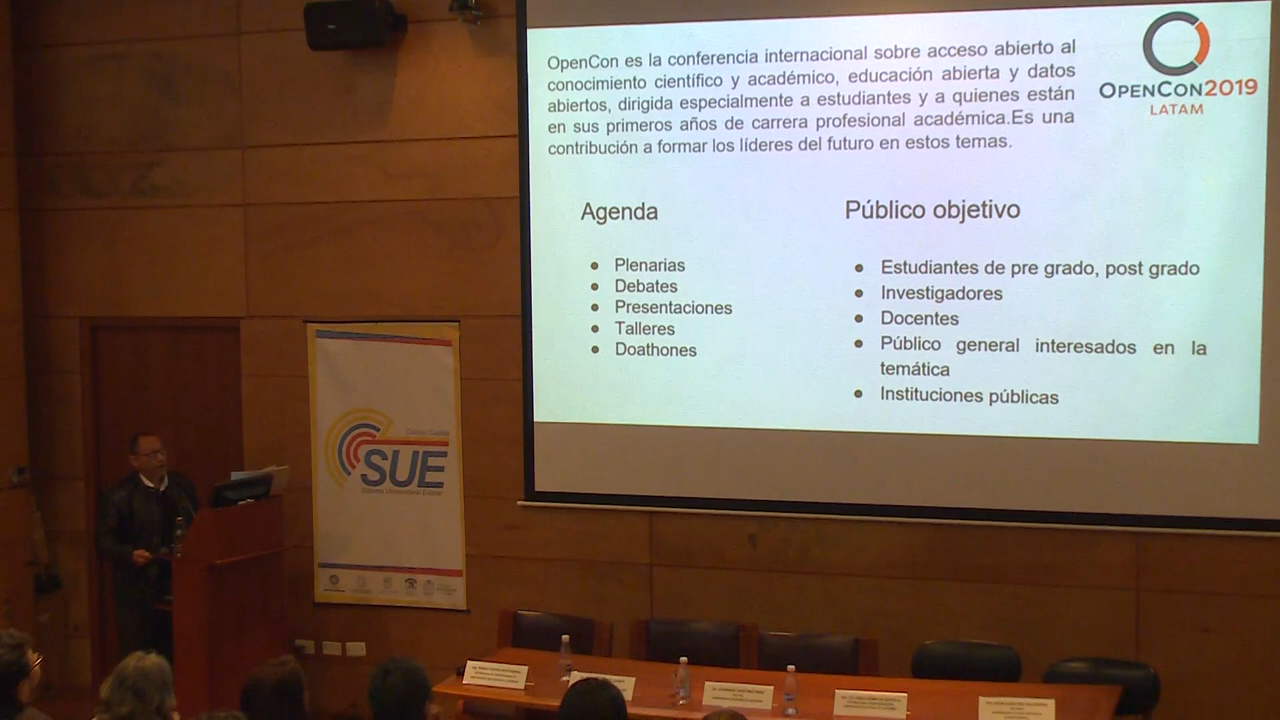 OpenCon es la conferencia internacional sobre acceso abierto al
conocimiento científico y académico, educación abierta y datos
abiertos, dirigida especialmente a estudiantes y a quienes están
en sus primeros años de carrera profesional académica.Es una
contribución a formar los líderes del futuro en estos temas.
OPENCON2019
LATAM
Agenda
Plenarias
Debates
Presentaciones
Talleres
Doathones
Público objetivo
Estudiantes de pre grado, post grado
Investigadores
Docentes
Público general interesados en la
temática
Instituciones públicas
SUE
Sistema Universitario Estatal